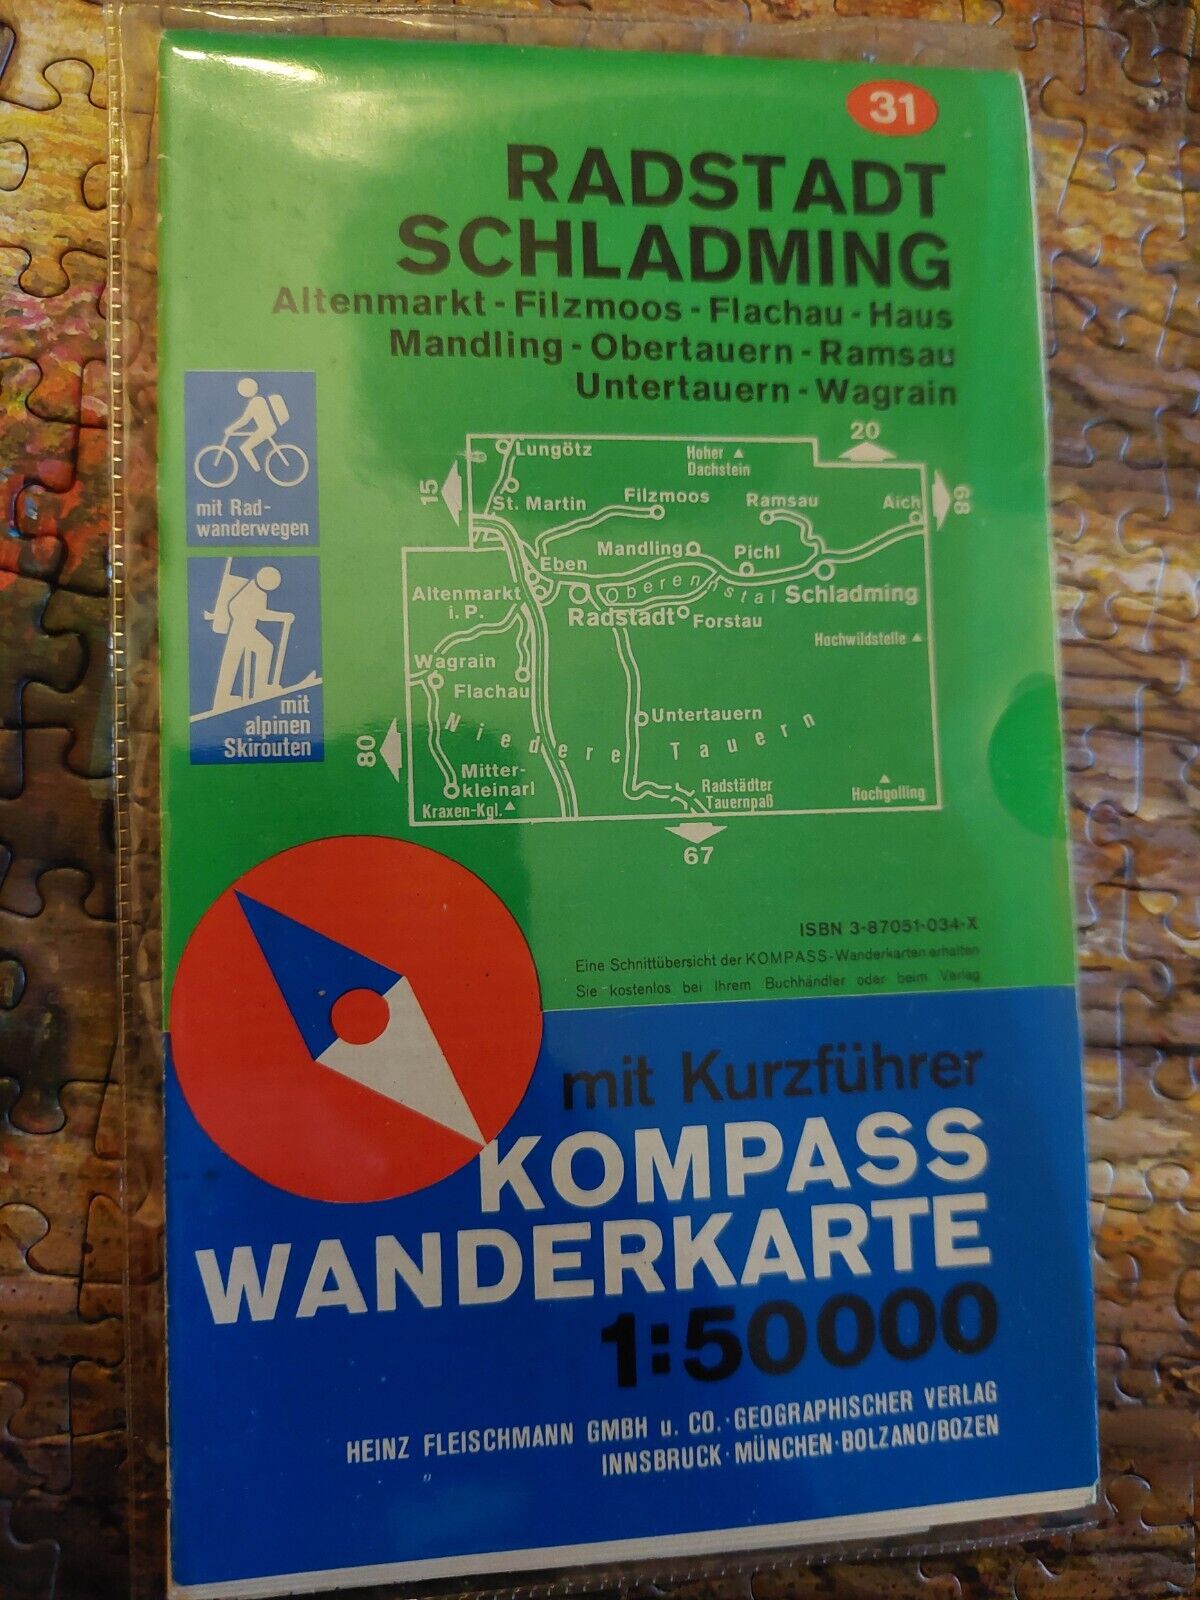 31
RADSTADT
SCHLADMING
Altenmarkt - Filzmoos - Flachau - Haus
Mandling - Obertauern - Ramsau
Untertauern - Wagrain
mit Rad-
wanderwegen
mit
alpinen
Skirouten
20
15
68
80
67
Lungötz
Hoher
Dachstein
St. Martin
Filzmoos
Ramsau
Aich
Eben
Mandling
Pichl
Altenmarkt
i. P.
Oberennstal
Schladming
Radstadt
Forstau
Hochwildstelle
Wagrain
Flachau
Untertauern
Niedere Tauern
Mitter-
kleinarl
Kraxen-Kgl.
Radstädter
Tauernpaß
Hochgolling
ISBN 3-87051-034-X
Eine Schnittübersicht der KOMPASS-Wanderkarten erhalten
Sie kostenlos bei Ihrem Buchhändler oder beim Verlag
mit Kurzführer
KOMPASS
WANDERKARTE
1:50000
HEINZ FLEISCHMANN GMBH u. CO. · GEOGRAPHISCHER VERLAG
INNSBRUCK · MÜNCHEN · BOLZANO/BOZEN